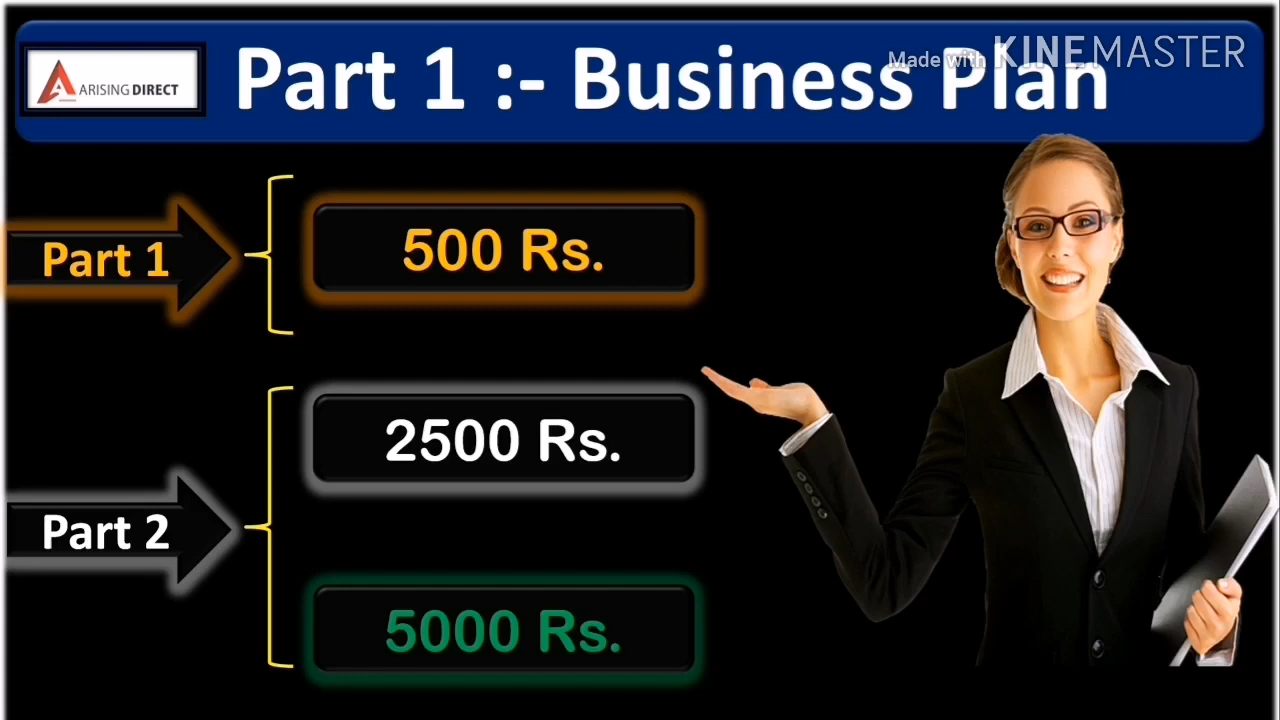 ARISING DIRECT
Part 1 :- Business Plan
Made with KINEMASTER
Part 1
500 Rs.
2500 Rs.
Part 2
5000 Rs.